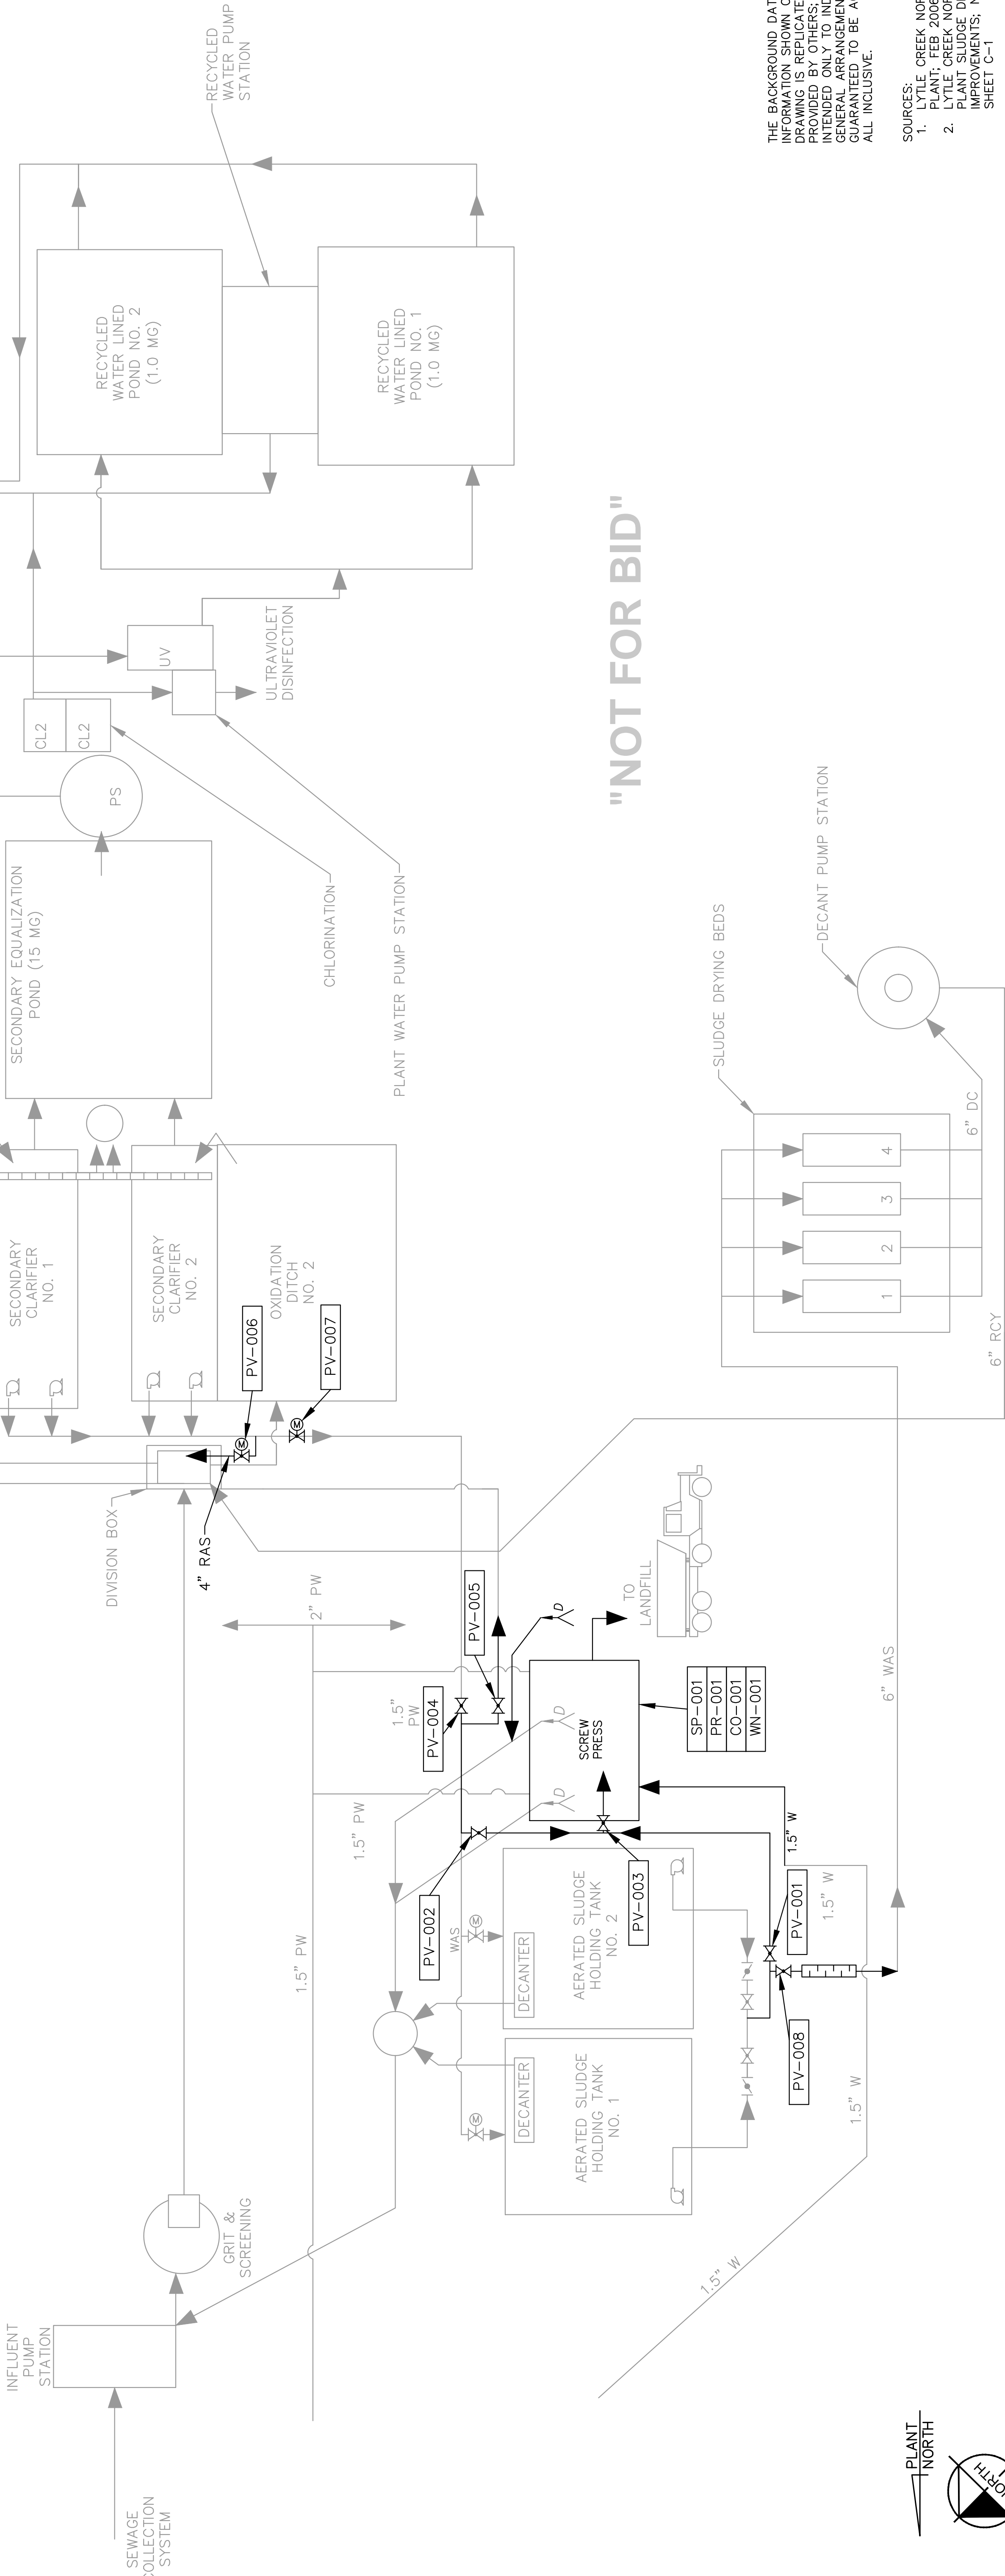 RECYCLED
WATER PUMP
STATION
RECYCLED
WATER LINED
POND NO. 2
(1.0 MG)
RECYCLED
WATER LINED
POND NO. 1
(1.0 MG)
THE BACKGROUND DAT
INFORMATION SHOWN
DRAWING IS REPLICATE
PROVIDED BY OTHERS;
INTENDED ONLY TO IND
GENERAL ARRANGEMEN
GUARANTEED TO BE
ALL INCLUSIVE.
SOURCES:
1. LYTLE CREEK NOR
PLANT; FEB 2006
2. LYTLE CREEK NOR
PLANT SLUDGE
IMPROVEMENTS;
SHEET C-1
UV
ULTRAVIOLET
DISINFECTION
CL2
CL2
PS
"NOT FOR BID"
SECONDARY EQUALIZATION
POND (15 MG)
CHLORINATION
PLANT WATER PUMP STATION
DECANT PUMP STATION
SLUDGE DRYING BEDS
6" DC
4
3
2
1
6" RCY
SECONDARY
CLARIFIER
NO. 1
SECONDARY
CLARIFIER
NO. 2
OXIDATION
DITCH
NO. 2
PV-006
PV-007
M
M
DIVISION BOX
4" RAS
2" PW
TO
LANDFILL
PV-005
PV-004
1.5"
PW
D
D
D
SCREW
PRESS
SP-001
PR-001
CO-001
WN-001
6" WAS
1.5" PW
1.5" PW
PV-002
PV-003
1.5" W
PV-001
1.5" W
WAS
M
DECANTER
AERATED SLUDGE
HOLDING TANK
NO. 2
PV-008
M
DECANTER
AERATED SLUDGE
HOLDING TANK
NO. 1
1.5" W
1.5" W
GRIT &
SCREENING
INFLUENT
PUMP
STATION
SEWAGE
COLLECTION
SYSTEM
PLANT
NORTH
NORTH